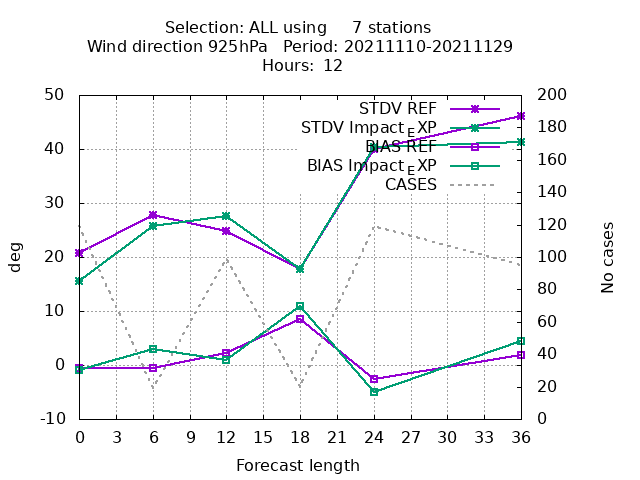 Selection: ALL using 7 stations
Wind direction 925hPa Period: 20211110-20211129
Hours: 12
50
40
30
20
10
0
-10
deg
200
180
160
140
120
100
80
60
40
20
0
No cases
STDV REF
STDV Impact_EXP
BIAS REF
BIAS Impact_EXP
CASES
0 3 6 9 12 15 18 21 24 27 30 33 36
Forecast length